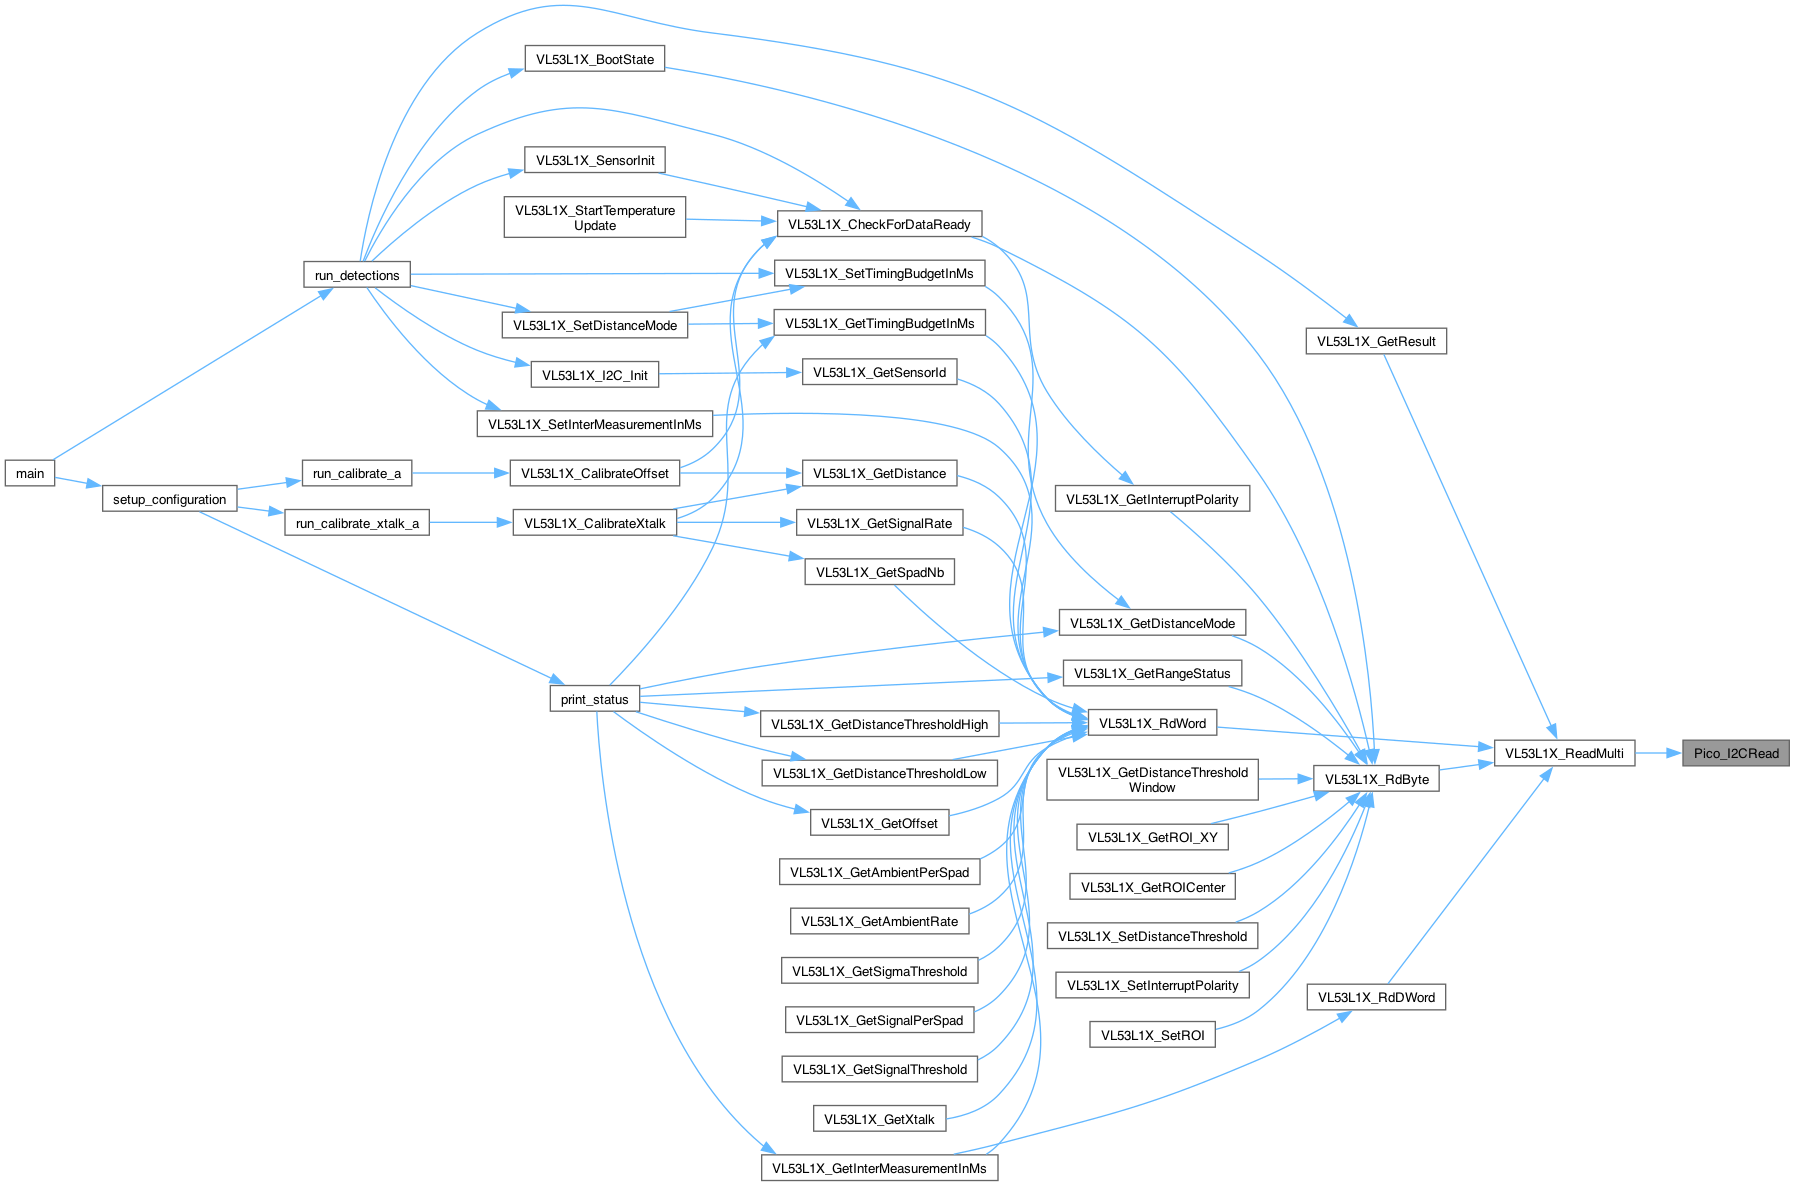 main
run_detections
setup_configuration
run_calibrate_a
run_calibrate_xtalk_a
VL53L1X_BootState
VL53L1X_SensorInit
VL53L1X_StartTemperature
Update
VL53L1X_SetDistanceMode
VL53L1X_I2C_Init
VL53L1X_SetInterMeasurementInMs
VL53L1X_CalibrateOffset
VL53L1X_CalibrateXtalk
print_status
VL53L1X_CheckForDataReady
VL53L1X_SetTimingBudgetInMs
VL53L1X_GetTimingBudgetInMs
VL53L1X_GetSensorId
VL53L1X_GetDistance
VL53L1X_GetSignalRate
VL53L1X_GetSpadNb
VL53L1X_GetDistanceThresholdHigh
VL53L1X_GetDistanceThresholdLow
VL53L1X_GetOffset
VL53L1X_GetAmbientPerSpad
VL53L1X_GetAmbientRate
VL53L1X_GetSigmaThreshold
VL53L1X_GetSignalPerSpad
VL53L1X_GetSignalThreshold
VL53L1X_GetXtalk
VL53L1X_GetInterMeasurementInMs
VL53L1X_GetInterruptPolarity
VL53L1X_GetDistanceMode
VL53L1X_GetRangeStatus
VL53L1X_RdWord
VL53L1X_GetDistanceThreshold
Window
VL53L1X_GetROI_XY
VL53L1X_GetROICenter
VL53L1X_SetDistanceThreshold
VL53L1X_SetInterruptPolarity
VL53L1X_SetROI
VL53L1X_GetResult
VL53L1X_RdByte
VL53L1X_RdDWord
VL53L1X_ReadMulti
Pico_I2CRead